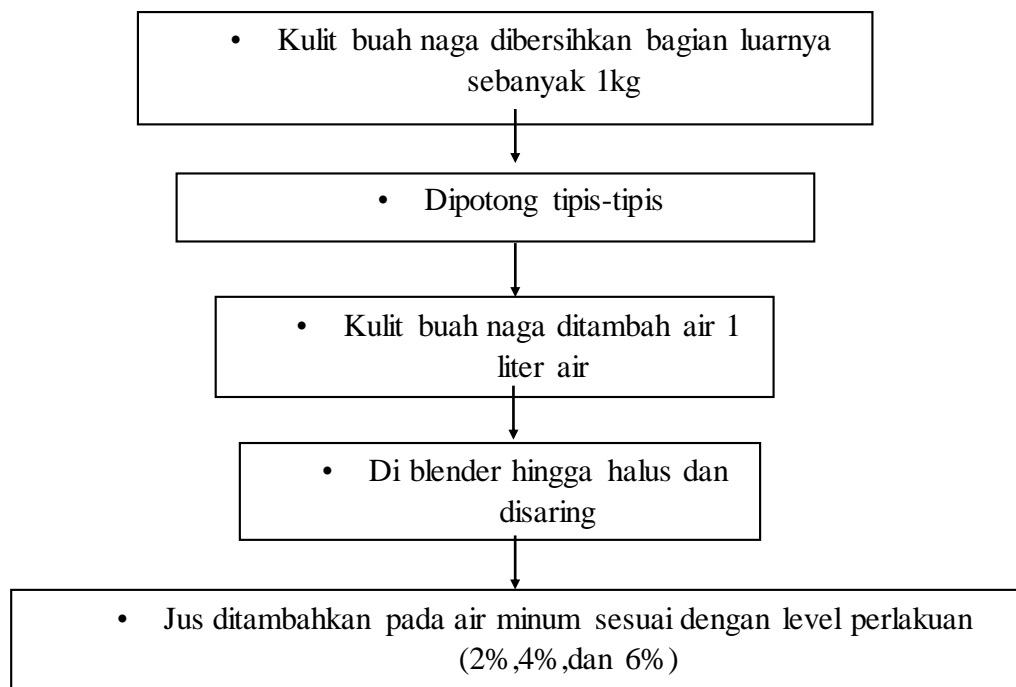 • Kulit buah naga dibersihkan bagian luarnya
sebanyak 1kg
• Dipotong tipis-tipis
• Kulit buah naga ditambah air 1
liter air
• Di blender hingga halus dan
disaring
• Jus ditambahkan pada air minum sesuai dengan level perlakuan
(2%,4%,dan 6%)